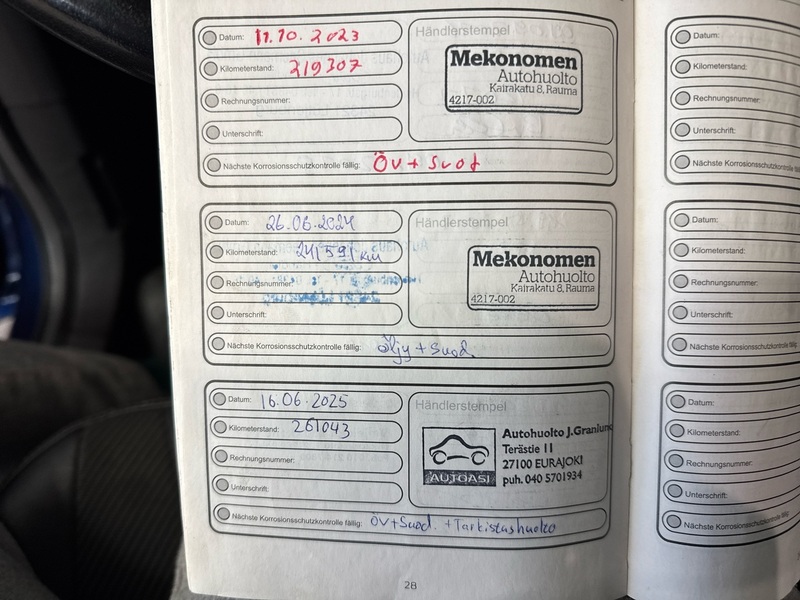 Datum: 11.10.2023
Kilometerstand: 219307
Rechnungsnummer:
Unterschrift:
Nächste Korrosionsschutzkontrolle fällig: ÖV + Suod
Händlerstempel
Mekonomen
Autohuolto
Kairakatu 8, Rauma
4217-002
Datum: 26.06.2024
Kilometerstand: 241591 km
Rechnungsnummer:
Unterschrift:
Nächste Korrosionsschutzkontrolle fällig: öljy + Suod.
Händlerstempel
Mekonomen
Autohuolto
Kairakatu 8, Rauma
4217-002
Datum: 16.06.2025
Kilometerstand: 261043
Rechnungsnummer:
Unterschrift:
Nächste Korrosionsschutzkontrolle fällig: ÖV+Suod. +Tarkistushuolto
Händlerstempel
AUTOASI
Autohuolto J.Granlund
Terästie 11
27100 EURAJOKI
puh. 040 5701934
28
Datum:
Kilometerstand:
Rechnungsnummer:
Unterschrift:
Nächste Korrosionsschutzkontrolle
Datum:
Kilometerstand:
Rechnungsnummer:
Unterschrift:
Nächste Korrosionsschutzkontrolle fällig
Datum:
Kilometerstand:
Rechnungsnummer:
Unterschrift:
Nächste Korrosionsschutzkontrolle fällig